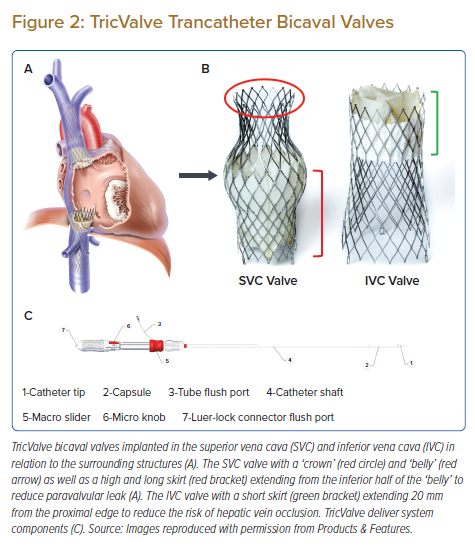 Figure 2: TricValve Trancatheter Bicaval Valves
A
B
SVC Valve
IVC Valve
C
7
6
3
5
4
2
1
1-Catheter tip 2-Capsule 3-Tube flush port 4-Catheter shaft
5-Macro slider 6-Micro knob 7-Luer-lock connector flush port
TricValve bicaval valves implanted in the superior vena cava (SVC) and inferior vena cava (IVC) in
relation to the surrounding structures (A). The SVC valve with a ‘crown’ (red circle) and ‘belly’ (red
arrow) as well as a high and long skirt (red bracket) extending from the inferior half of the ‘belly’ to
reduce paravalvular leak (A). The IVC valve with a short skirt (green bracket) extending 20 mm
from the proximal edge to reduce the risk of hepatic vein occlusion. TricValve deliver system
components (C). Source: Images reproduced with permission from Products & Features.